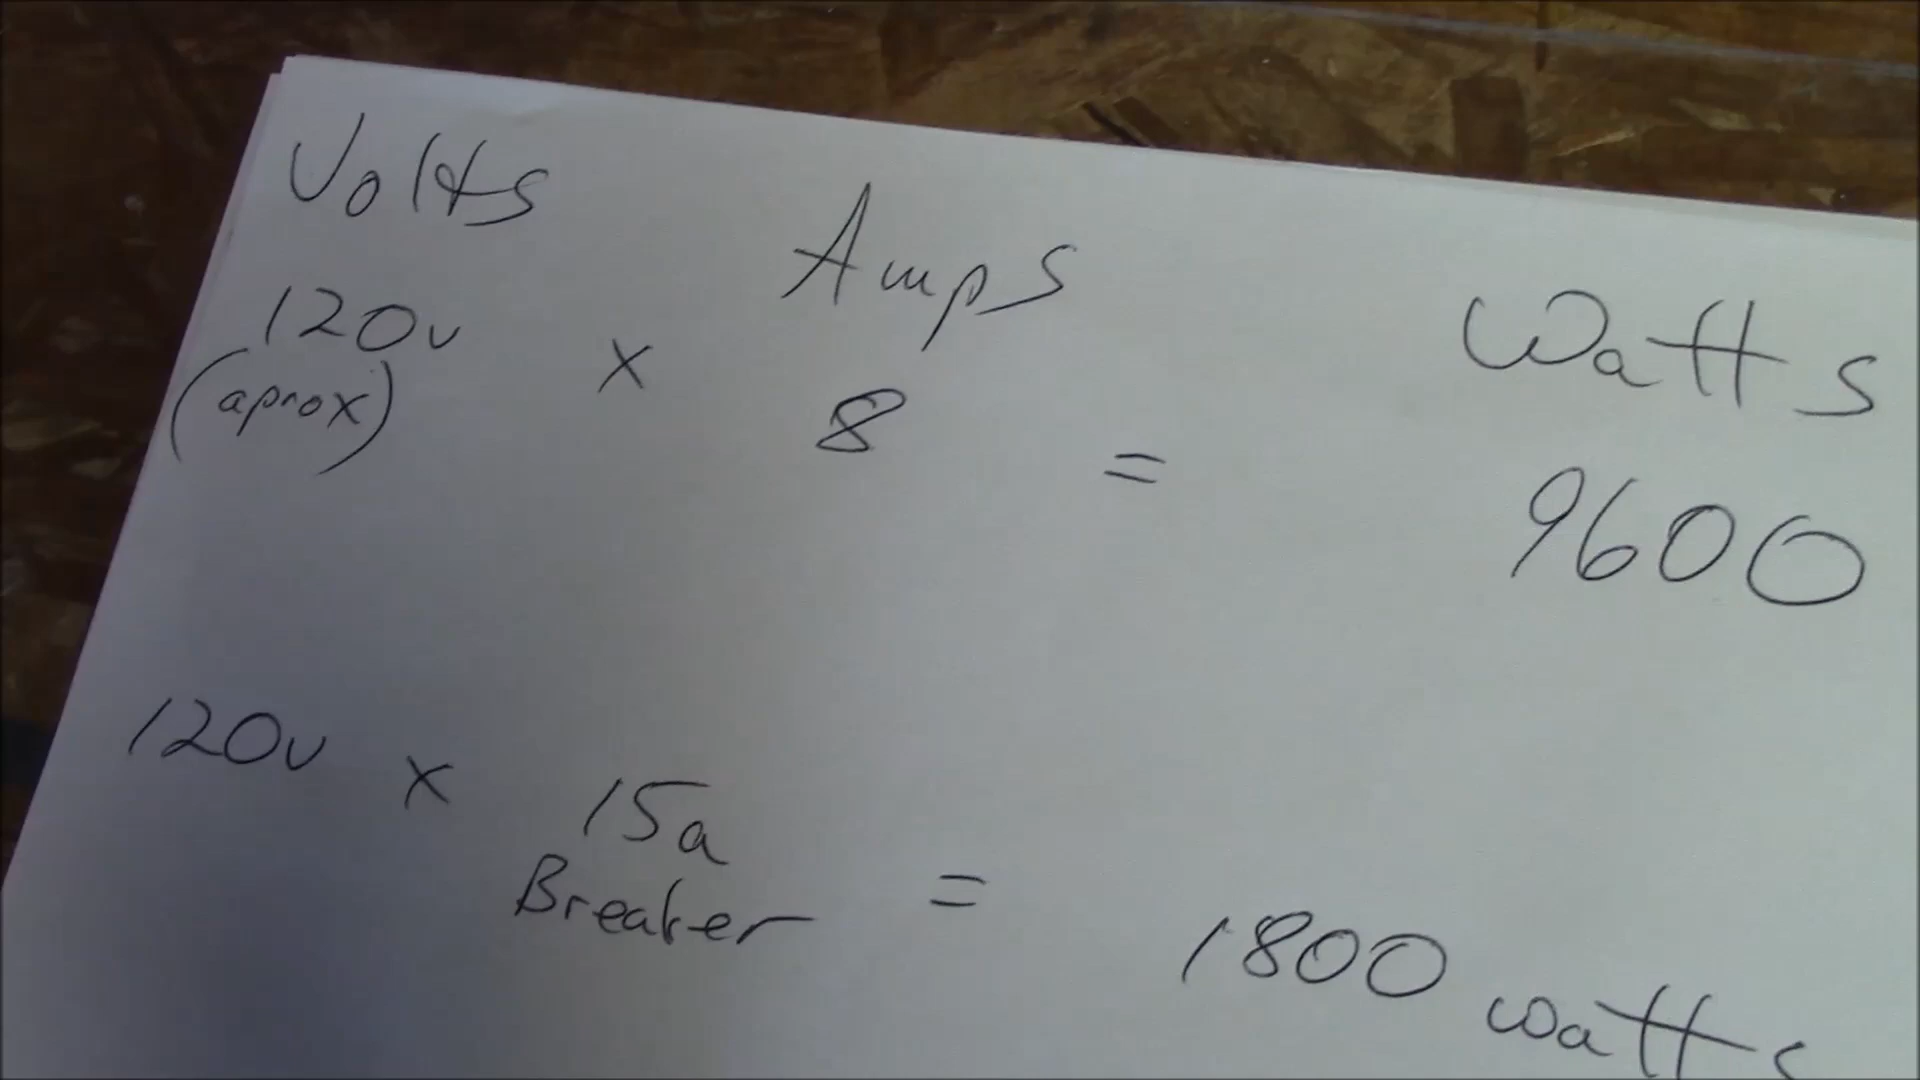 Volts Amps Watts
120v x 8 = 9600
(aprox)
120v x 15a = 1800 watts
Breaker